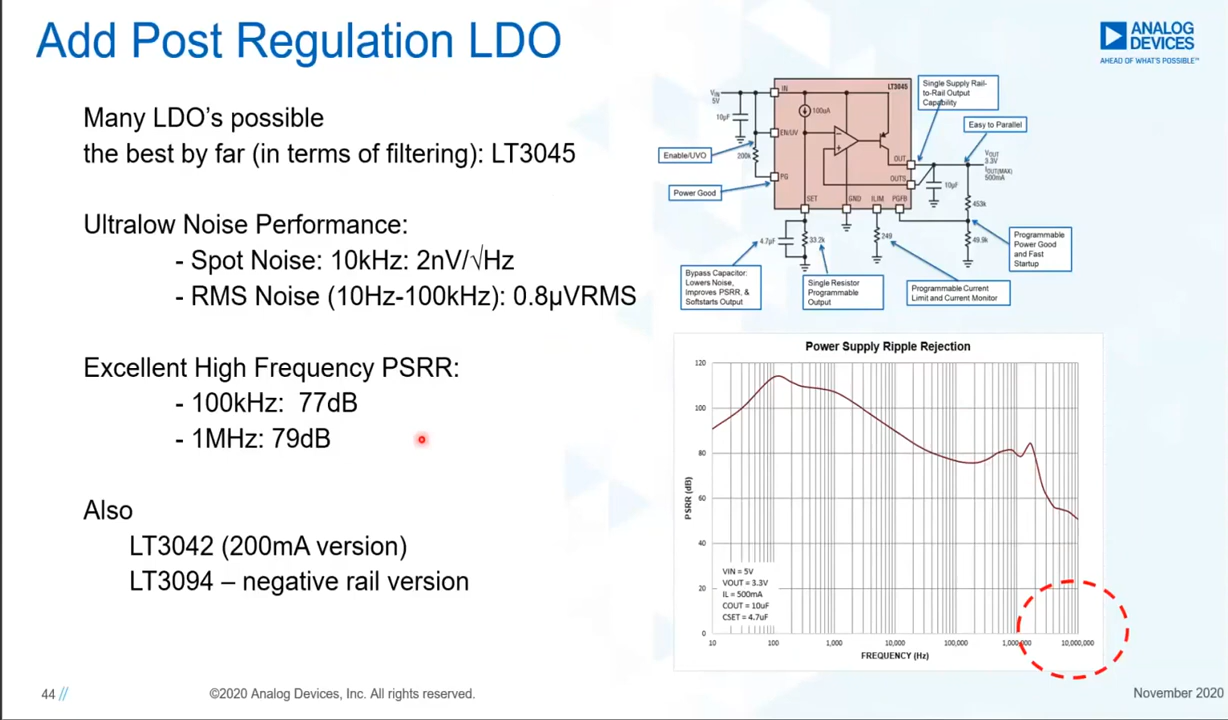 Add Post Regulation LDO
ANALOG
DEVICES
AHEAD OF WHAT'S POSSIBLE™
Many LDO's possible
the best by far (in terms of filtering): LT3045
Ultralow Noise Performance:
- Spot Noise: 10kHz: 2nV/√Hz
- RMS Noise (10Hz-100kHz): 0.8µVRMS
Excellent High Frequency PSRR:
- 100kHz: 77dB
- 1MHz: 79dB
Also
LT3042 (200mA version)
LT3094 – negative rail version
VIN
5V
10µF
Enable/UVO
200k
Power Good
IN
LT3045
100µA
EN/UV
PG
OUT
OUTS
SET
GND
ILIM
PGFB
Single Supply Rail-
to-Rail Output
Capability
Easy to Parallel
VOUT
3.3V
IOUT(MAX)
500mA
10µF
453k
49.9k
4.7µF
33.2k
249
Programmable
Power Good
and Fast
Startup
Bypass Capacitor:
Lowers Noise,
Improves PSRR, &
Softstarts Output
Single Resistor
Programmable
Output
Programmable Current
Limit and Current Monitor
Power Supply Ripple Rejection
120
100
80
60
40
20
0
PSRR (dB)
VIN = 5V
VOUT = 3.3V
IL = 500mA
COUT = 10uF
CSET = 4.7uF
10
100
1,000
10,000
100,000
1,000,000
10,000,000
FREQUENCY (Hz)
44 //
©2020 Analog Devices, Inc. All rights reserved.
November 2020